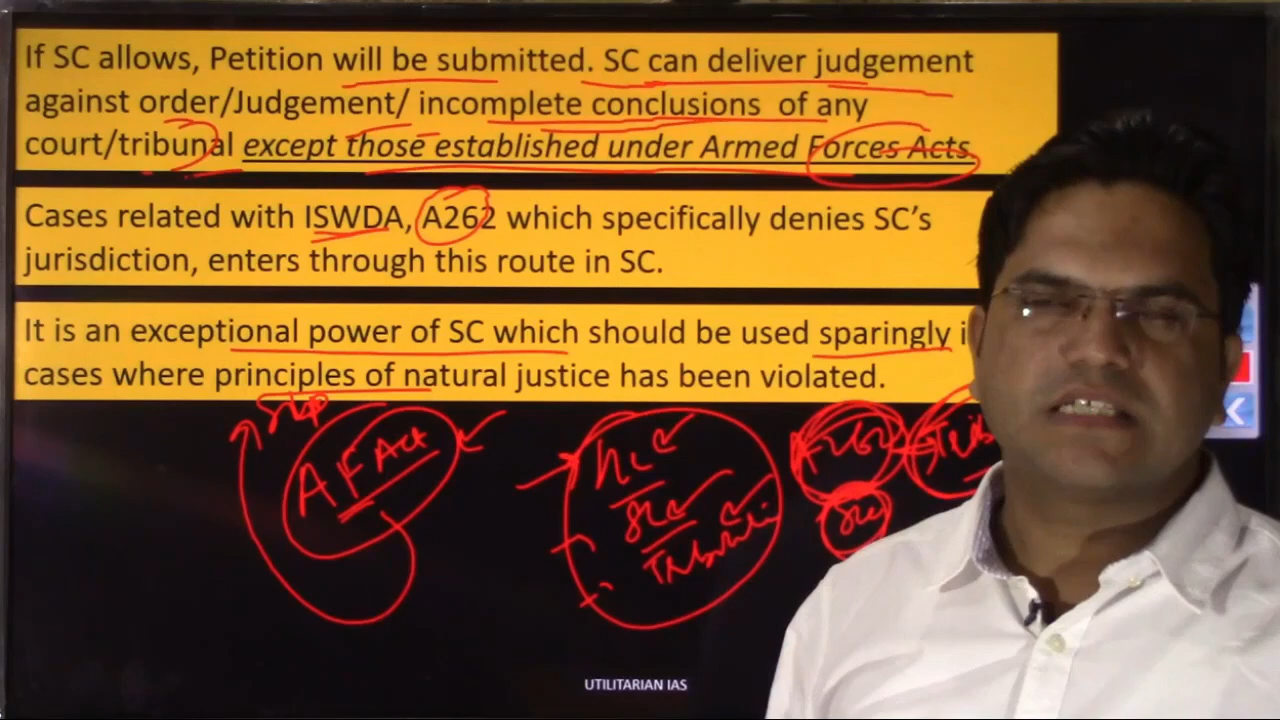 If SC allows, Petition will be submitted. SC can deliver judgement
against order/Judgement/ incomplete conclusions of any
court/tribunal except those established under Armed Forces Acts
Cases related with ISWDA, A262 which specifically denies SC’s
jurisdiction, enters through this route in SC.
It is an exceptional power of SC which should be used sparingly i
cases where principles of natural justice has been violated.
Slp
AF Act
A262
UTILITARIAN IAS